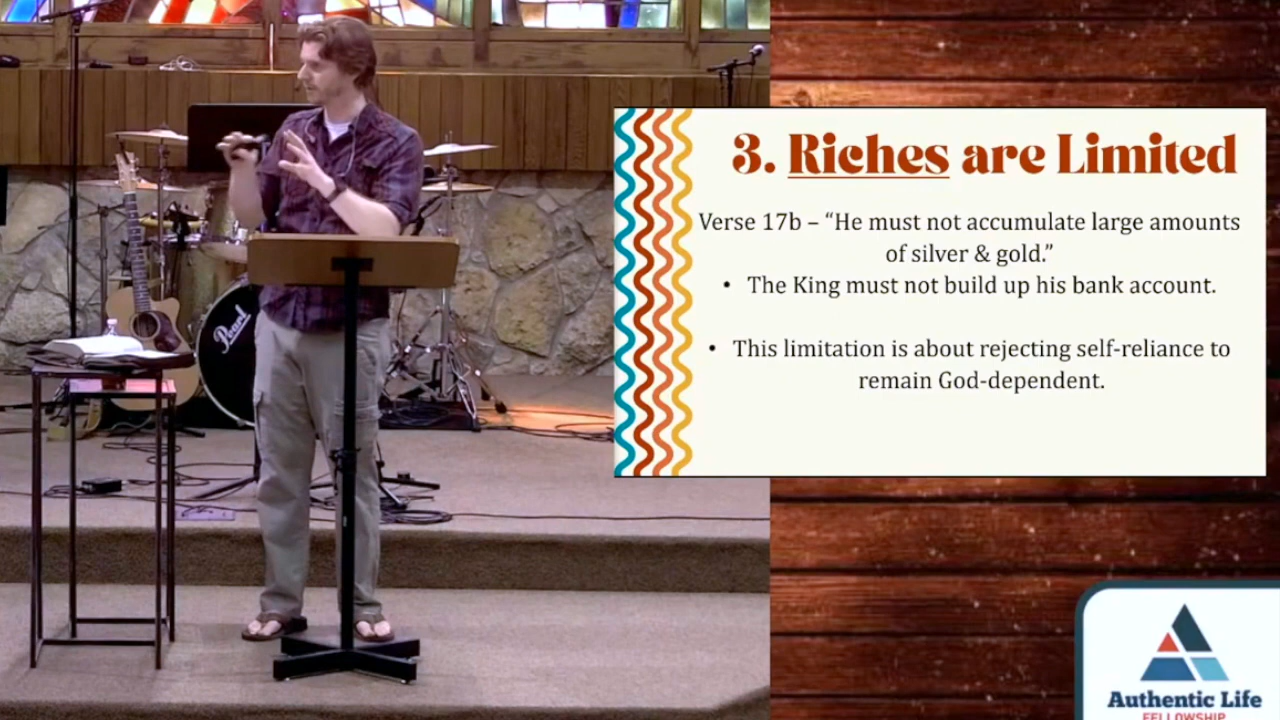 3. Riches are Limited
Verse 17b – “He must not accumulate large amounts
of silver & gold.”
• The King must not build up his bank account.
• This limitation is about rejecting self-reliance to
remain God-dependent.
Pearl
Authentic Life
FELLOWSHIP